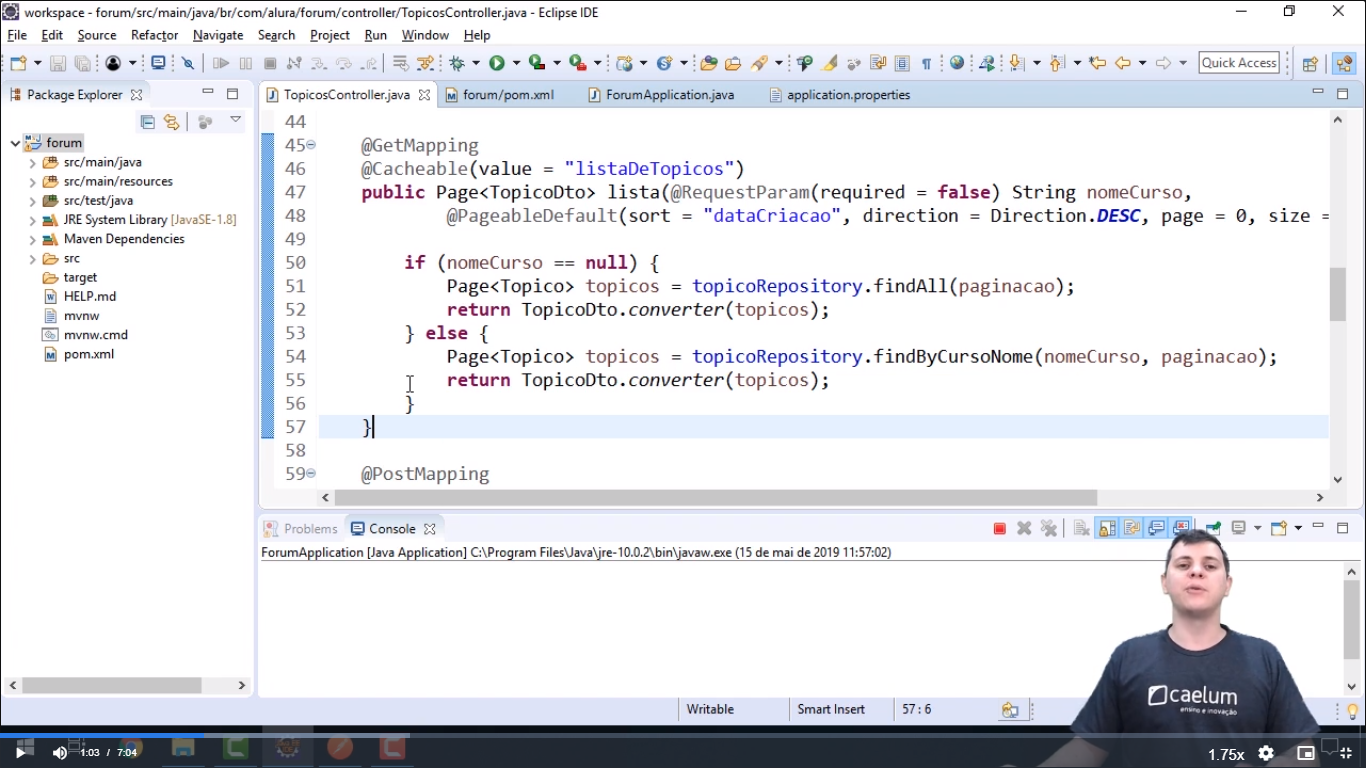 workspace - forum/src/main/java/br/com/alura/forum/controller/TopicosController.java - Eclipse IDE
File Edit Source Refactor Navigate Search Project Run Window Help
Quick Access
Package Explorer
TopicosController.java forum/pom.xml ForumApplication.java application.properties
forum
src/main/java
src/main/resources
src/test/java
JRE System Library [JavaSE-1.8]
Maven Dependencies
src
target
HELP.md
mvnw
mvnw.cmd
pom.xml
44
45 @GetMapping
46 @Cacheable(value = "listaDeTopicos")
47 public Page<TopicoDto> lista(@RequestParam(required = false) String nomeCurso,
48 @PageableDefault(sort = "dataCriacao", direction = Direction.DESC, page = 0, size =
49
50 if (nomeCurso == null) {
51 Page<Topico> topicos = topicoRepository.findAll(paginacao);
52 return TopicoDto.converter(topicos);
53 } else {
54 Page<Topico> topicos = topicoRepository.findByCursoNome(nomeCurso, paginacao);
55 return TopicoDto.converter(topicos);
56 }
57 }
58
59 @PostMapping
Problems Console
ForumApplication [Java Application] C:\Program Files\Java\jre-10.0.2\bin\javaw.exe (15 de mai de 2019 11:57:02)
caelum
ensino e inovação
Writable Smart Insert 57 : 6
1:03 / 7:04 1.75x